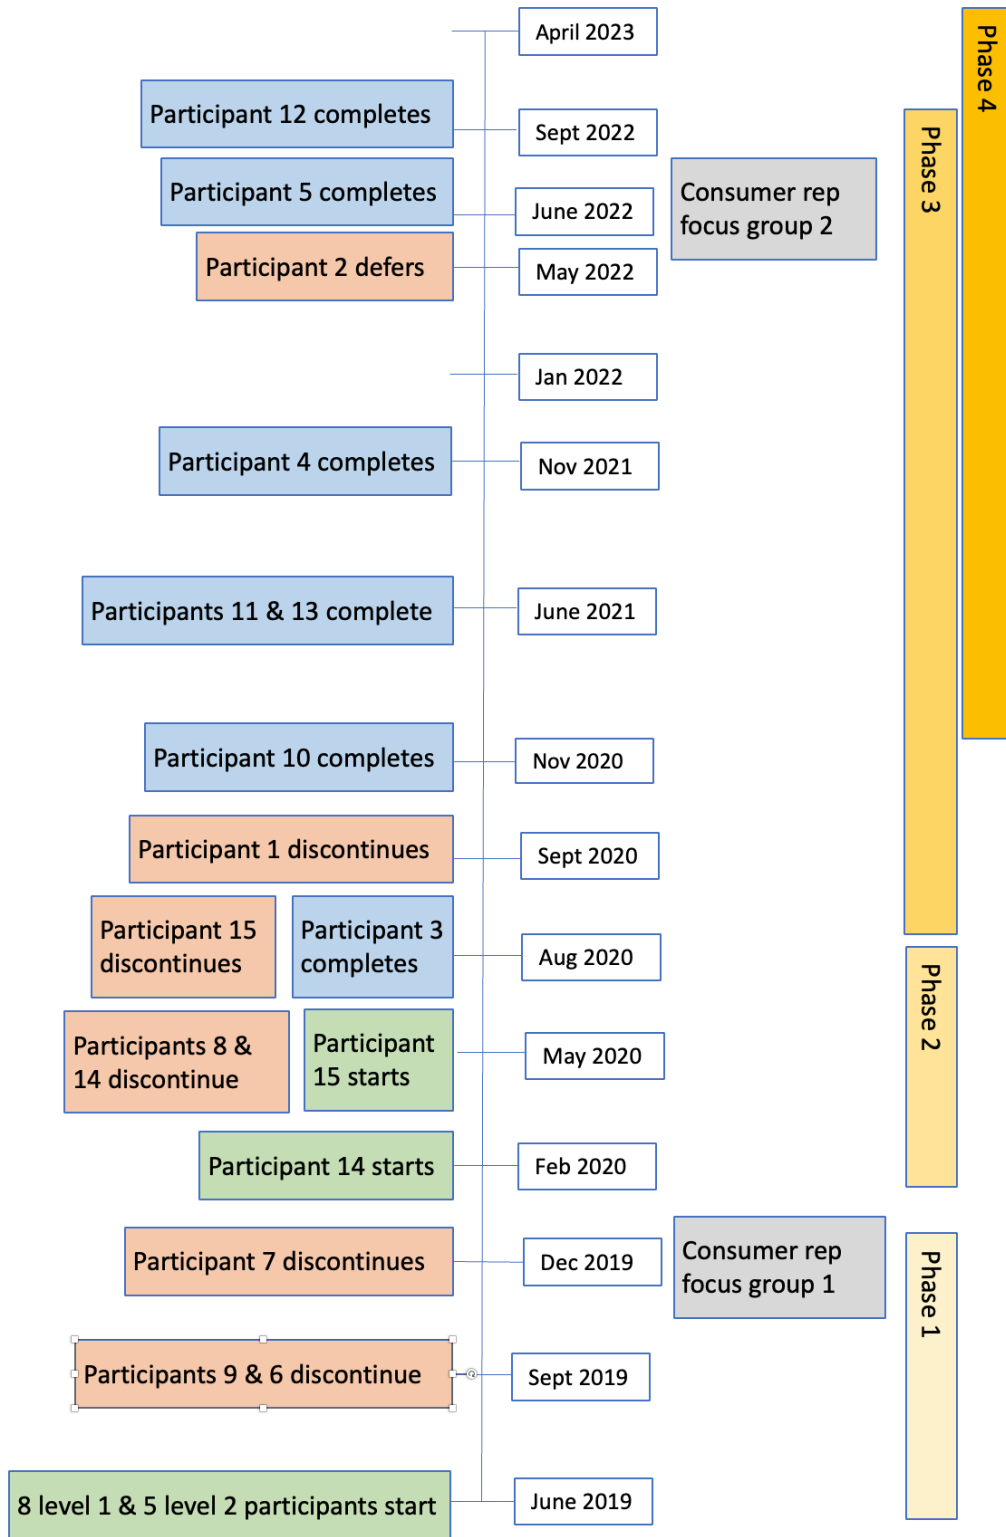 April 2023
Phase 4
Participant 12 completes
Sept 2022
Phase 3
Participant 5 completes
June 2022
Consumer rep
focus group 2
Participant 2 defers
May 2022
Jan 2022
Participant 4 completes
Nov 2021
Participants 11 & 13 complete
June 2021
Participant 10 completes
Nov 2020
Participant 1 discontinues
Sept 2020
Participant 15
discontinues
Participant 3
completes
Aug 2020
Phase 2
Participants 8 &
14 discontinue
Participant
15 starts
May 2020
Participant 14 starts
Feb 2020
Participant 7 discontinues
Dec 2019
Consumer rep
focus group 1
Phase 1
Participants 9 & 6 discontinue
Sept 2019
8 level 1 & 5 level 2 participants start
June 2019